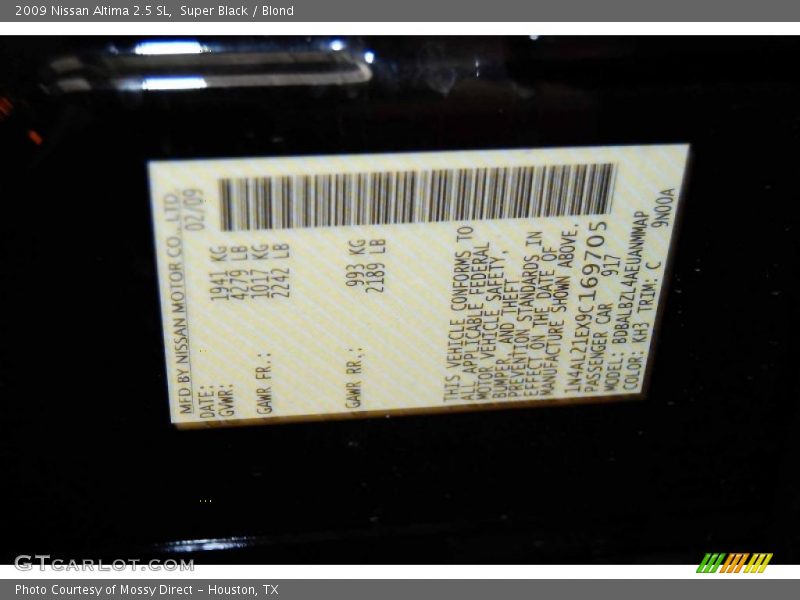 2009 Nissan Altima 2.5 SL,  Super Black / Blond
MFD BY NISSAN MOTOR CO., LTD
DATE: 02/09
GVWR: 1941 KG
4279 LB
GAWR FR.: 1017 KG
2242 LB
GAWR RR.: 993 KG
2189 LB
THIS VEHICLE CONFORMS TO
ALL APPLICABLE FEDERAL
MOTOR VEHICLE SAFETY,
BUMPER, AND THEFT
PREVENTION STANDARDS IN
EFFECT ON THE DATE OF
MANUFACTURE SHOWN ABOVE.
1N4AL21EX9C169705
PASSENGER CAR 917
MODEL: BDBALBZL4AEUANMMAP
COLOR: KH3 TRIM: C 9N00A
GTCARLOT.COM
Photo Courtesy of Mossy Direct – Houston, TX